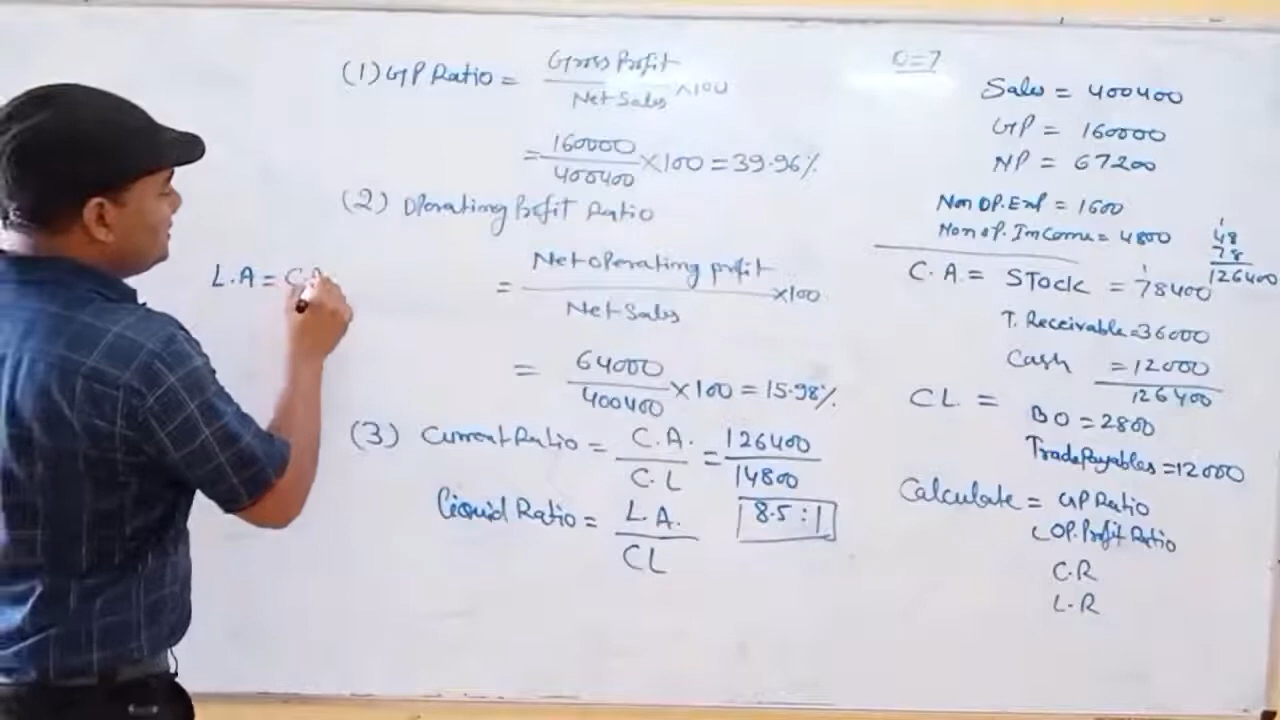 (1) GP Ratio = Gross Profit / Net Sales ×100
= 160000 / 400400 ×100 = 39.96%
(2) Operating Profit Ratio
= Net operating profit / Net Sales ×100
= 64000 / 400400 ×100 = 15.98%
(3) Current Ratio = C.A. / C.L = 126400 / 14800
8.5 : 1
Liquid Ratio = L.A. / CL
L.A = C.A
Q=7
Sales = 400400
GP = 160000
NP = 67200
Non OP. Exp = 1600
Non op. Income = 4800
48
78
126400
C.A. = Stock = 78400
T. Receivable = 36000
Cash = 12000
126400
CL. =
BO = 2800
Trade payables = 12000
Calculate = GP Ratio
OP. Profit Ratio
C.R
L.R